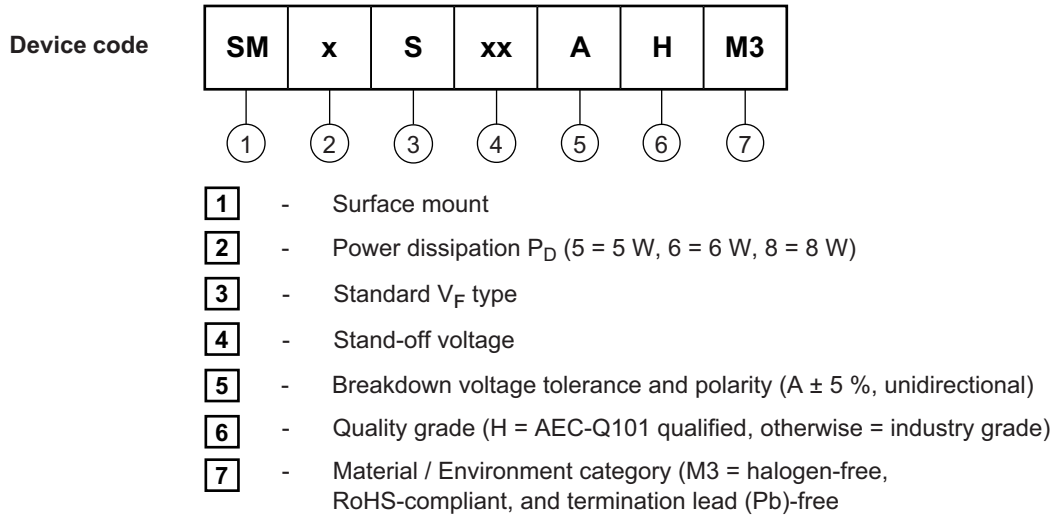 Device code SM x S xx A H M3
1 2 3 4 5 6 7
1 - Surface mount
2 - Power dissipation PD (5 = 5 W, 6 = 6 W, 8 = 8 W)
3 - Standard VF type
4 - Stand-off voltage
5 - Breakdown voltage tolerance and polarity (A ± 5 %, unidirectional)
6 - Quality grade (H = AEC-Q101 qualified, otherwise = industry grade)
7 - Material / Environment category (M3 = halogen-free,
RoHS-compliant, and termination lead (Pb)-free